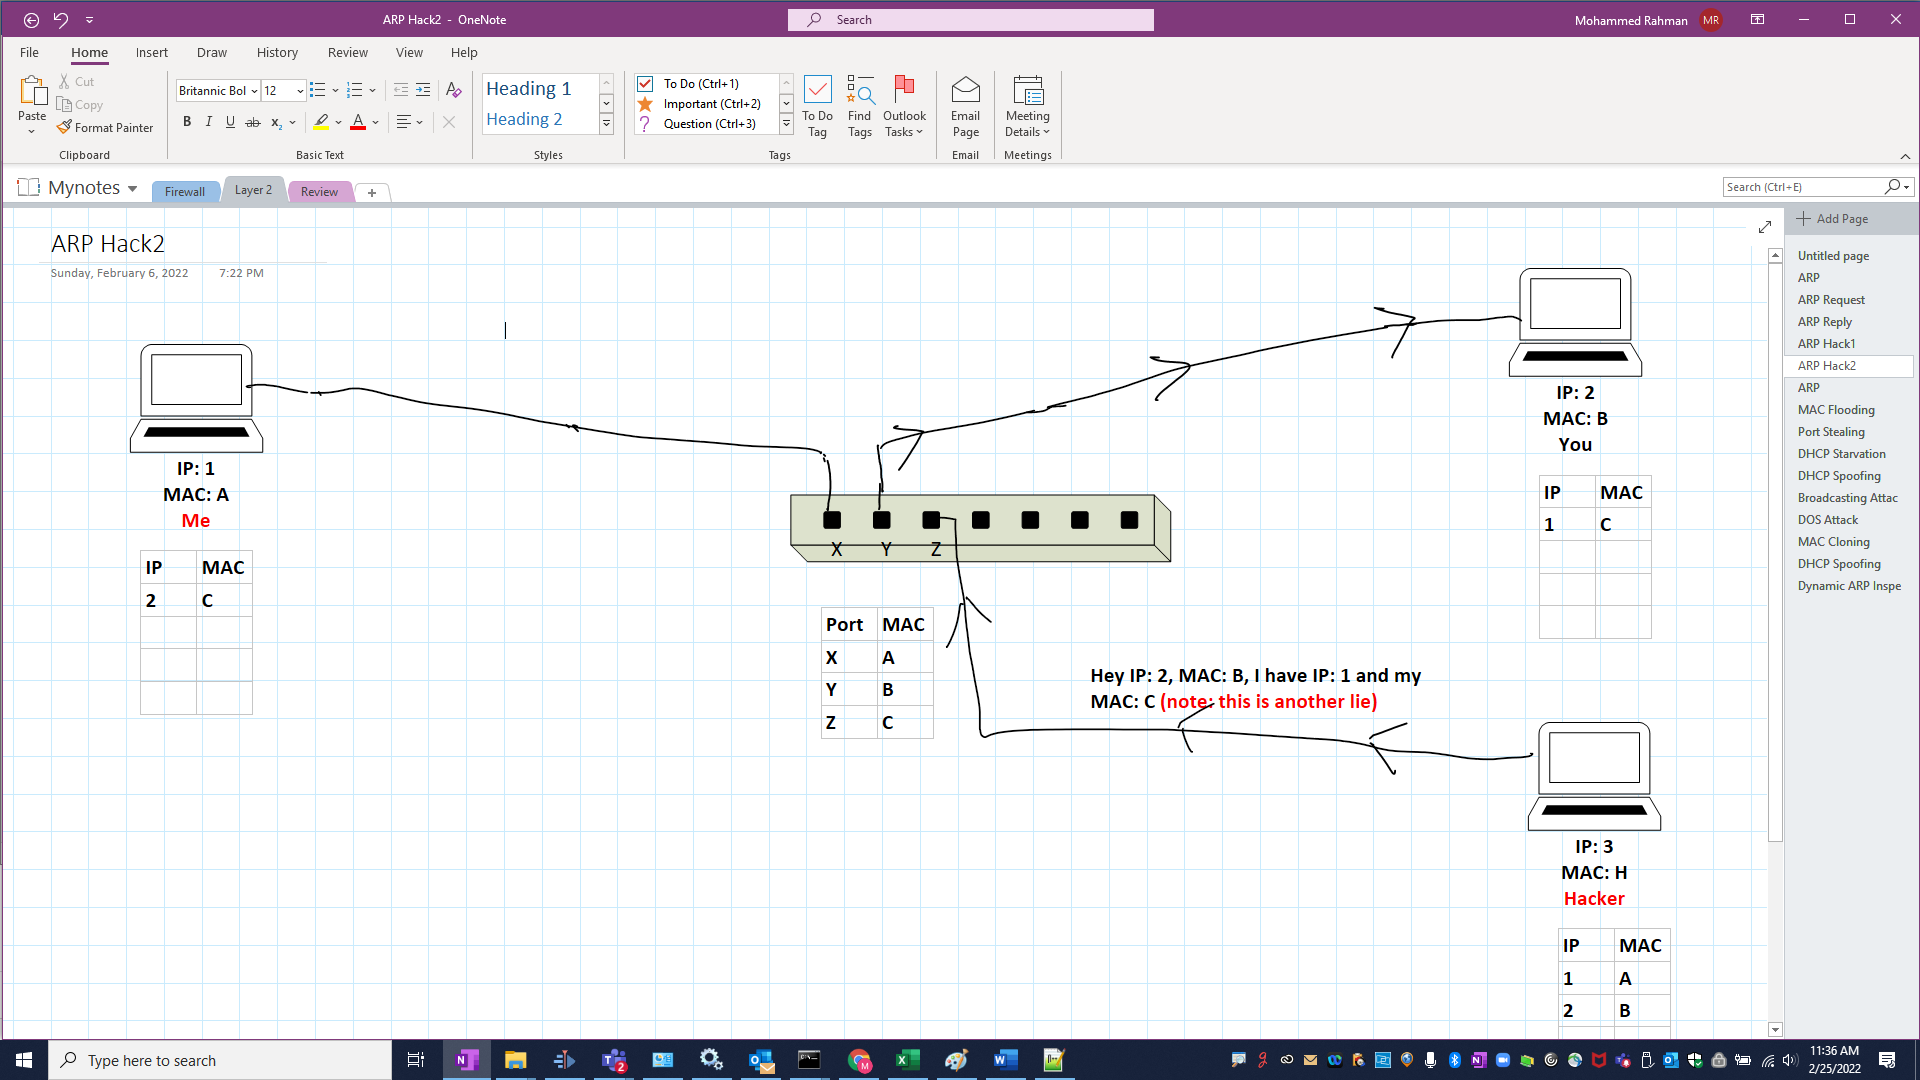 ARP Hack2 - OneNote
Search
Mohammed Rahman
MR
File
Home
Insert
Draw
History
Review
View
Help
Paste
Cut
Copy
Format Painter
Clipboard
Britannic Bol
12
B I U ab x₂
A
Basic Text
Heading 1
Heading 2
Styles
To Do (Ctrl+1)
Important (Ctrl+2)
Question (Ctrl+3)
To Do
Tag
Find
Tags
Outlook
Tasks
Tags
Email
Page
Email
Meeting
Details
Meetings
Mynotes
Firewall
Layer 2
Review
Search (Ctrl+E)
ARP Hack2
Sunday, February 6, 2022 7:22 PM
IP: 1
MAC: A
Me
IP MAC
2 C
X Y Z
Port MAC
X A
Y B
Z C
IP: 2
MAC: B
You
IP MAC
1 C
Hey IP: 2, MAC: B, I have IP: 1 and my
MAC: C (note: this is another lie)
IP: 3
MAC: H
Hacker
IP MAC
1 A
2 B
Add Page
Untitled page
ARP
ARP Request
ARP Reply
ARP Hack1
ARP Hack2
ARP
MAC Flooding
Port Stealing
DHCP Starvation
DHCP Spoofing
Broadcasting Attac
DOS Attack
MAC Cloning
DHCP Spoofing
Dynamic ARP Inspe
Type here to search
11:36 AM
2/25/2022